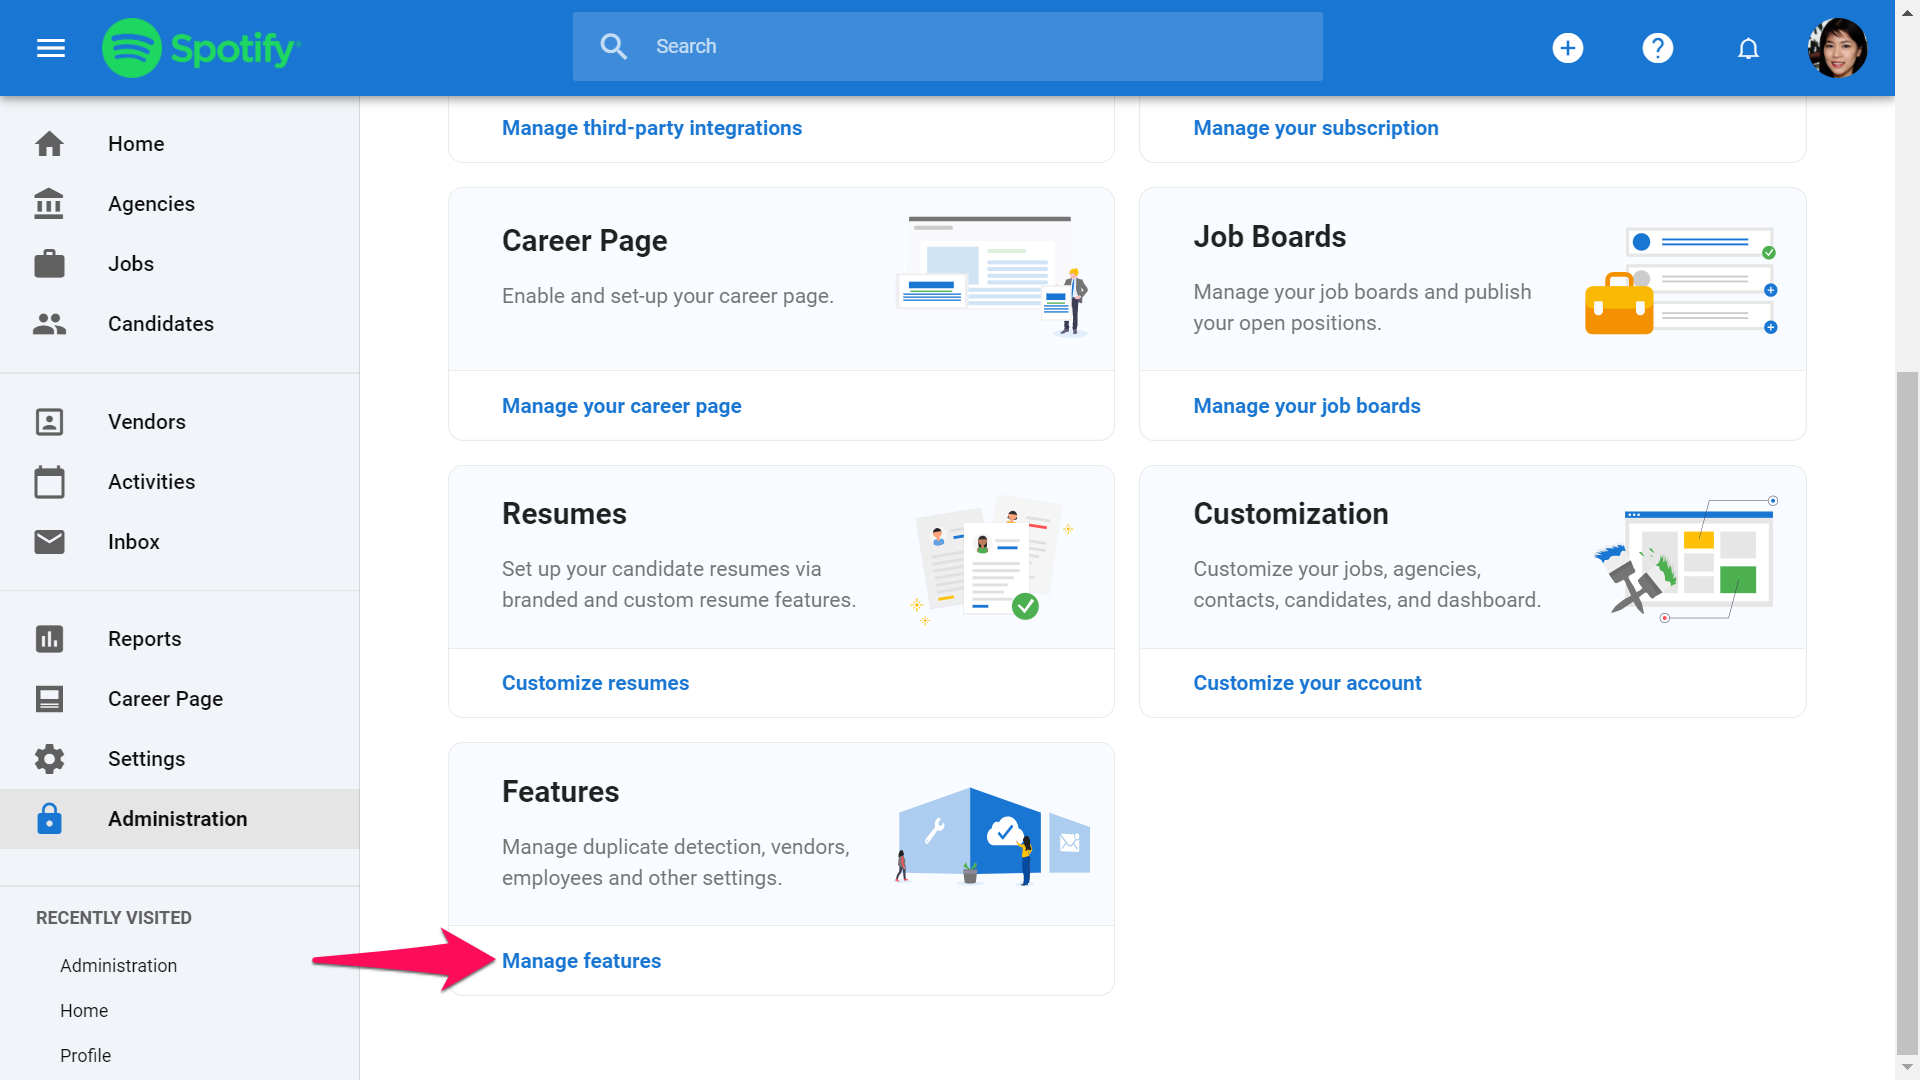 Spotify
Search
Home
Agencies
Jobs
Candidates
Vendors
Activities
Inbox
Reports
Career Page
Settings
Administration
RECENTLY VISITED
Administration
Home
Profile
Manage third-party integrations
Manage your subscription
Career Page
Enable and set-up your career page.
Manage your career page
Job Boards
Manage your job boards and publish
your open positions.
Manage your job boards
Resumes
Set up your candidate resumes via
branded and custom resume features.
Customize resumes
Customization
Customize your jobs, agencies,
contacts, candidates, and dashboard.
Customize your account
Features
Manage duplicate detection, vendors,
employees and other settings.
Manage features